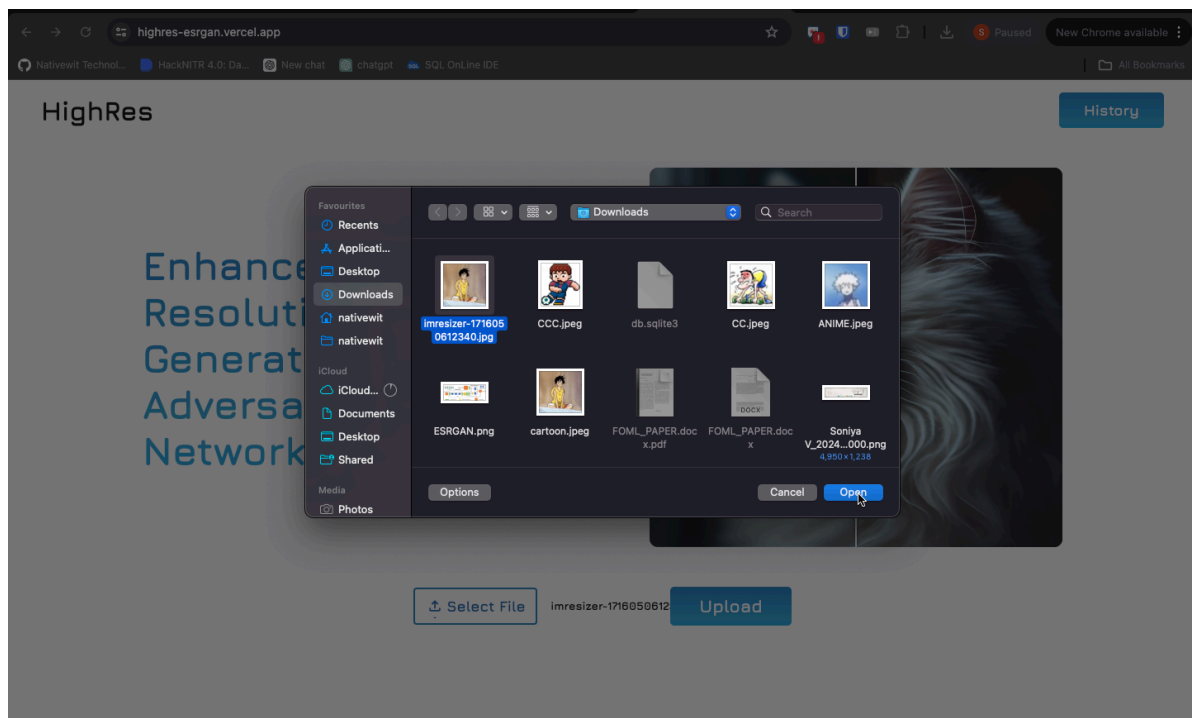 highres-esrgan.vercel.app
S Paused
New Chrome available
1
Nativewit Technol...
HackNITR 4.0: Da...
New chat
chatgpt
SQL OnLine IDE
All Bookmarks
HighRes
History
Enhance
Resoluti
Generat
Adversa
Network
Favourites
Recents
Applicati...
Desktop
Downloads
nativewit
nativewit
iCloud
iCloud...
Documents
Desktop
Shared
Media
Photos
Downloads
Search
imresizer-171605
0612340.jpg
CCC.jpeg
db.sqlite3
CC.jpeg
ANIME.jpeg
ESRGAN.png
cartoon.jpeg
FOML_PAPER.doc
x.pdf
DOCX
FOML_PAPER.doc
x
Soniya
V_2024...000.png
4,950×1,238
Options
Cancel
Open
Select File
imresizer-1716050612
Upload